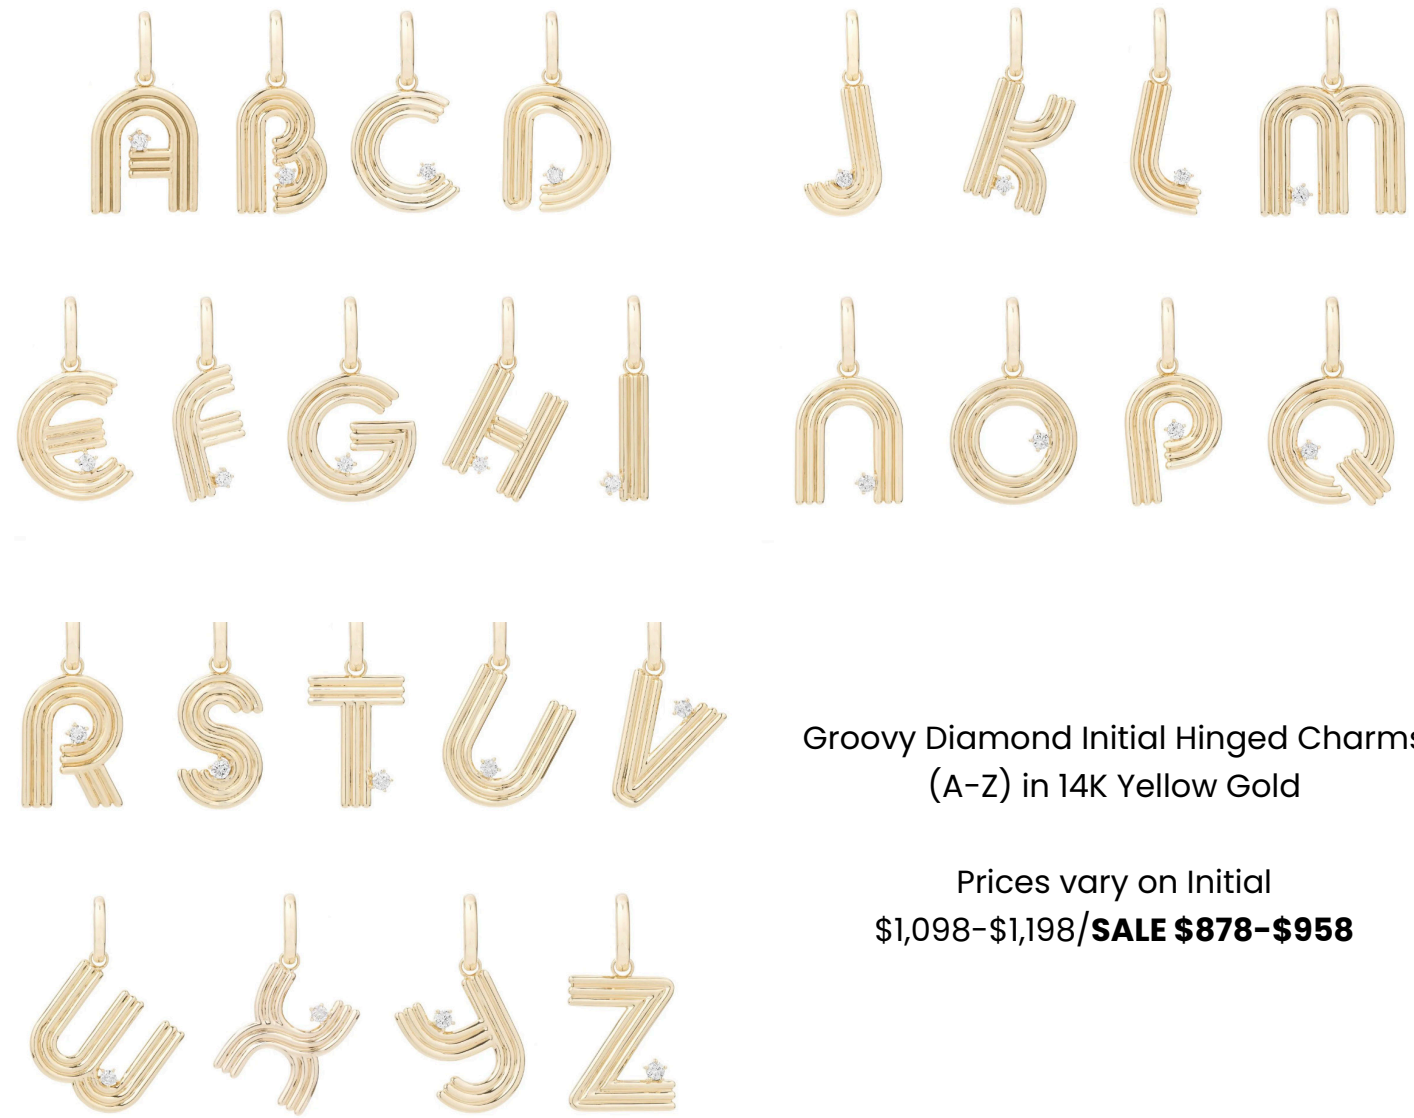 A B C D
J K L M
E F G H I
N O P Q
R S T U V
Groovy Diamond Initial Hinged Charms
(A-Z) in 14K Yellow Gold
Prices vary on Initial
$1,098-$1,198/SALE $878-$958
W X Y Z